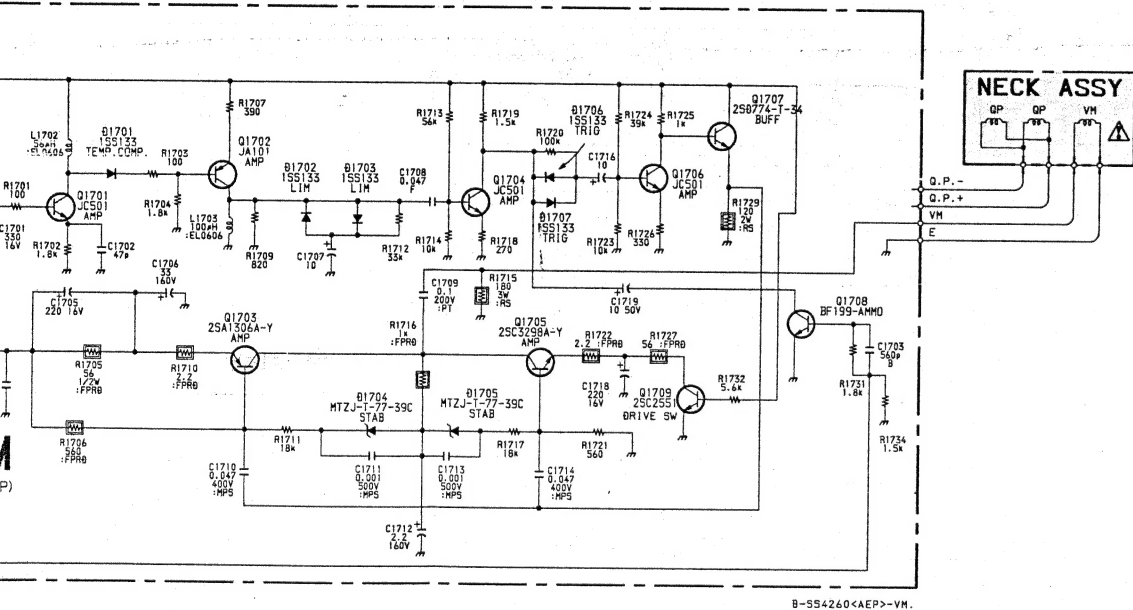 NECK ASSY
QP
QP
VM
Q.P.-
Q.P.+
VM
E
R1707
390
Q1702
JA101
AMP
D1701
1SS133
TEMP.COMP.
L1702
R1703
100
R1701
100
Q1701
JC501
AMP
R1704
1.8k
L1703
100μH
:EL0606
C1701
330
16V
R1702
1.8k
C1702
47p
R1709
820
D1702
1SS133
LIM
D1703
1SS133
LIM
C1707
10
R1712
33k
C1708
0.047
F
R1713
56k
R1714
10k
R1719
1.5k
Q1704
JC501
AMP
R1718
270
R1720
100k
D1706
1SS133
TRIG
D1707
1SS133
TRIG
C1716
10
R1724
39k
R1723
10k
R1725
1k
Q1706
JC501
AMP
R1726
330
Q1707
BUFF
R1729
120
2W
:RS
C1706
33
160V
C1705
220 16V
R1705
56
1/2W
:FPRD
R1710
2.2
:FPRD
Q1703
2SA1306A-Y
AMP
R1706
560
:FPRD
C1709
0.1
200V
:PT
R1715
180
3W
:RS
R1716
1k
:FPRD
Q1705
2SC3298A-Y
AMP
C1719
10 50V
R1722
2.2 :FPRD
R1727
56 :FPRD
C1718
220
16V
Q1709
2SC2551
DRIVE SW
R1732
5.6k
Q1708
BF199-AMMO
C1703
560p
B
R1731
1.8k
R1734
1.5k
D1704
MTZJ-T-77-39C
STAB
D1705
MTZJ-T-77-39C
STAB
R1711
18k
R1717
18k
R1721
560
C1710
0.047
400V
:MPS
C1711
0.001
500V
:MPS
C1713
0.001
500V
:MPS
C1714
0.047
400V
:MPS
C1712
2.2
160V
P)
B-SS4260<AEP>-VM.